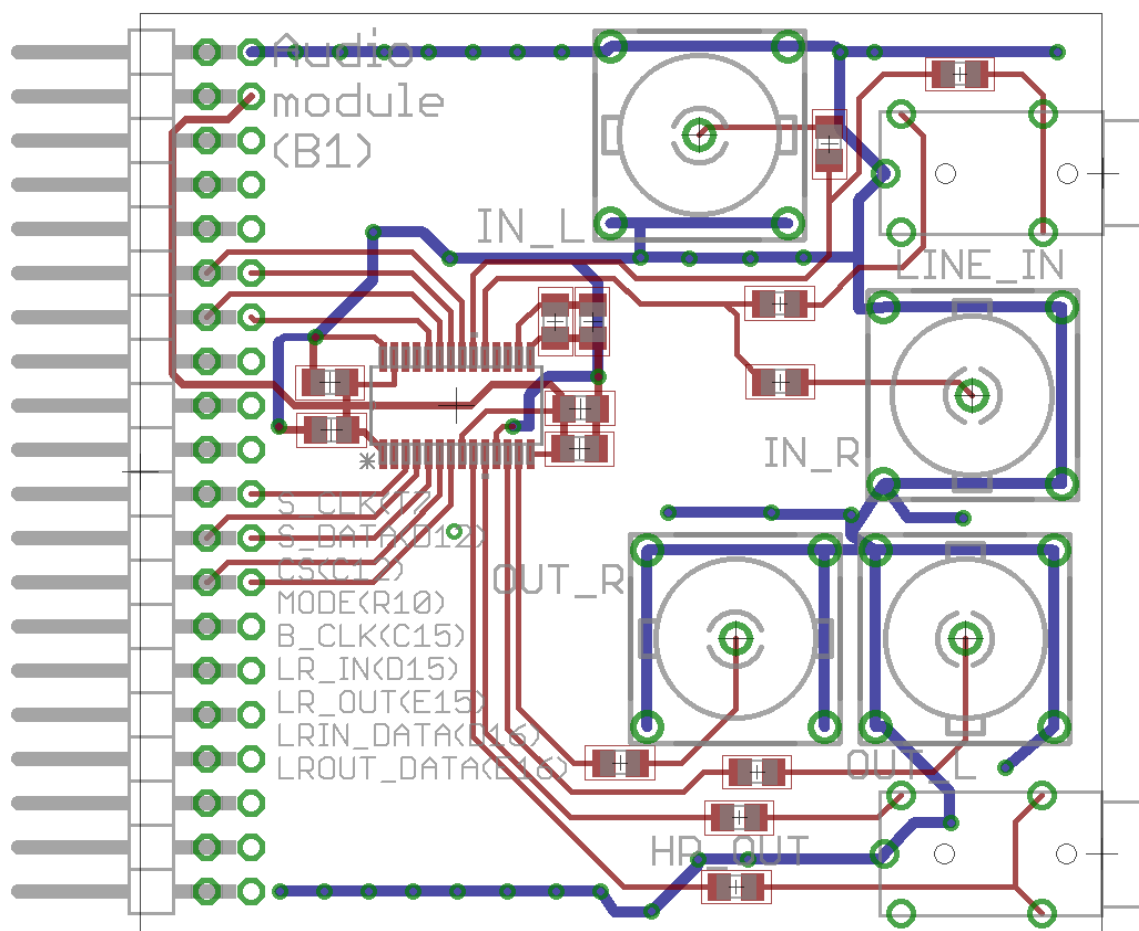 Audio
module
(B1)
IN_L
LINE_IN
IN_R
S_CLK(T7
S_DATA(D12)
CS(C12)
OUT_R
MODE(R10)
B_CLK(C15)
LR_IN(D15)
LR_OUT(E15)
LRIN_DATA(D16)
LROUT_DATA(E16)
OUT_L
HP_OUT
*